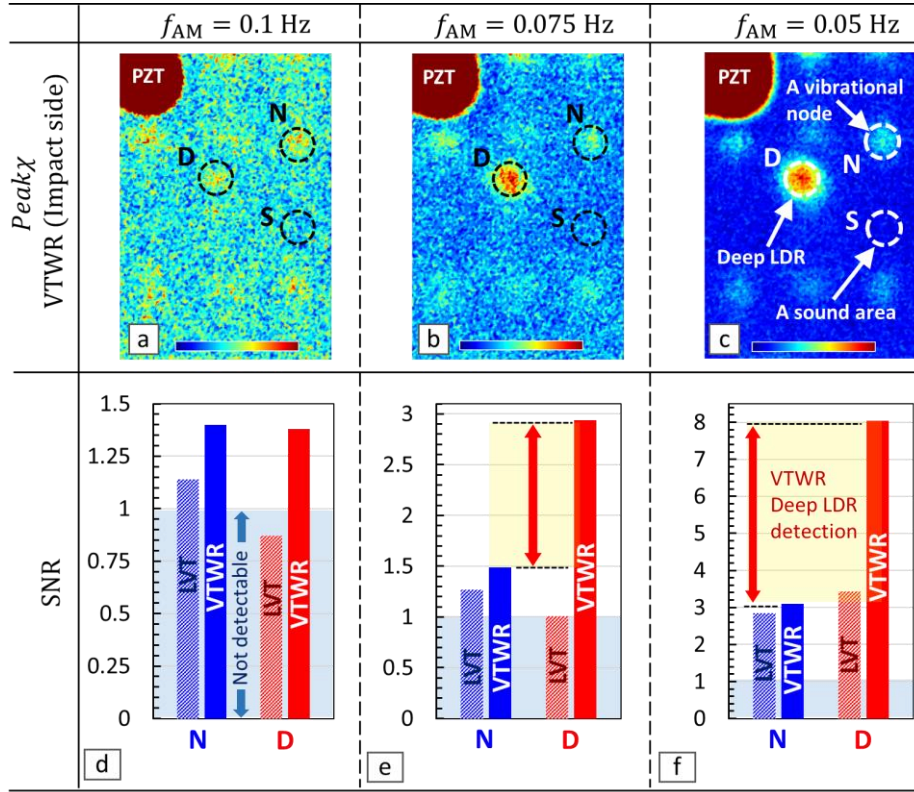 f_AM = 0.1 Hz
f_AM = 0.075 Hz
f_AM = 0.05 Hz
Peakχ
VTWR (Impact side)
PZT
N
D
S
a
PZT
N
D
S
b
PZT
A vibrational
node
D
N
S
Deep LDR
A sound area
c
SNR
1.5
1.25
1
0.75
0.5
0.25
0
LVT
VTWR
Not detectable
LVT
VTWR
N
D
d
3
2.5
2
1.5
1
0.5
0
LVT
VTWR
LVT
VTWR
N
D
e
8
7
6
5
4
3
2
1
0
VTWR
Deep LDR
detection
LVT
VTWR
LVT
VTWR
N
D
f